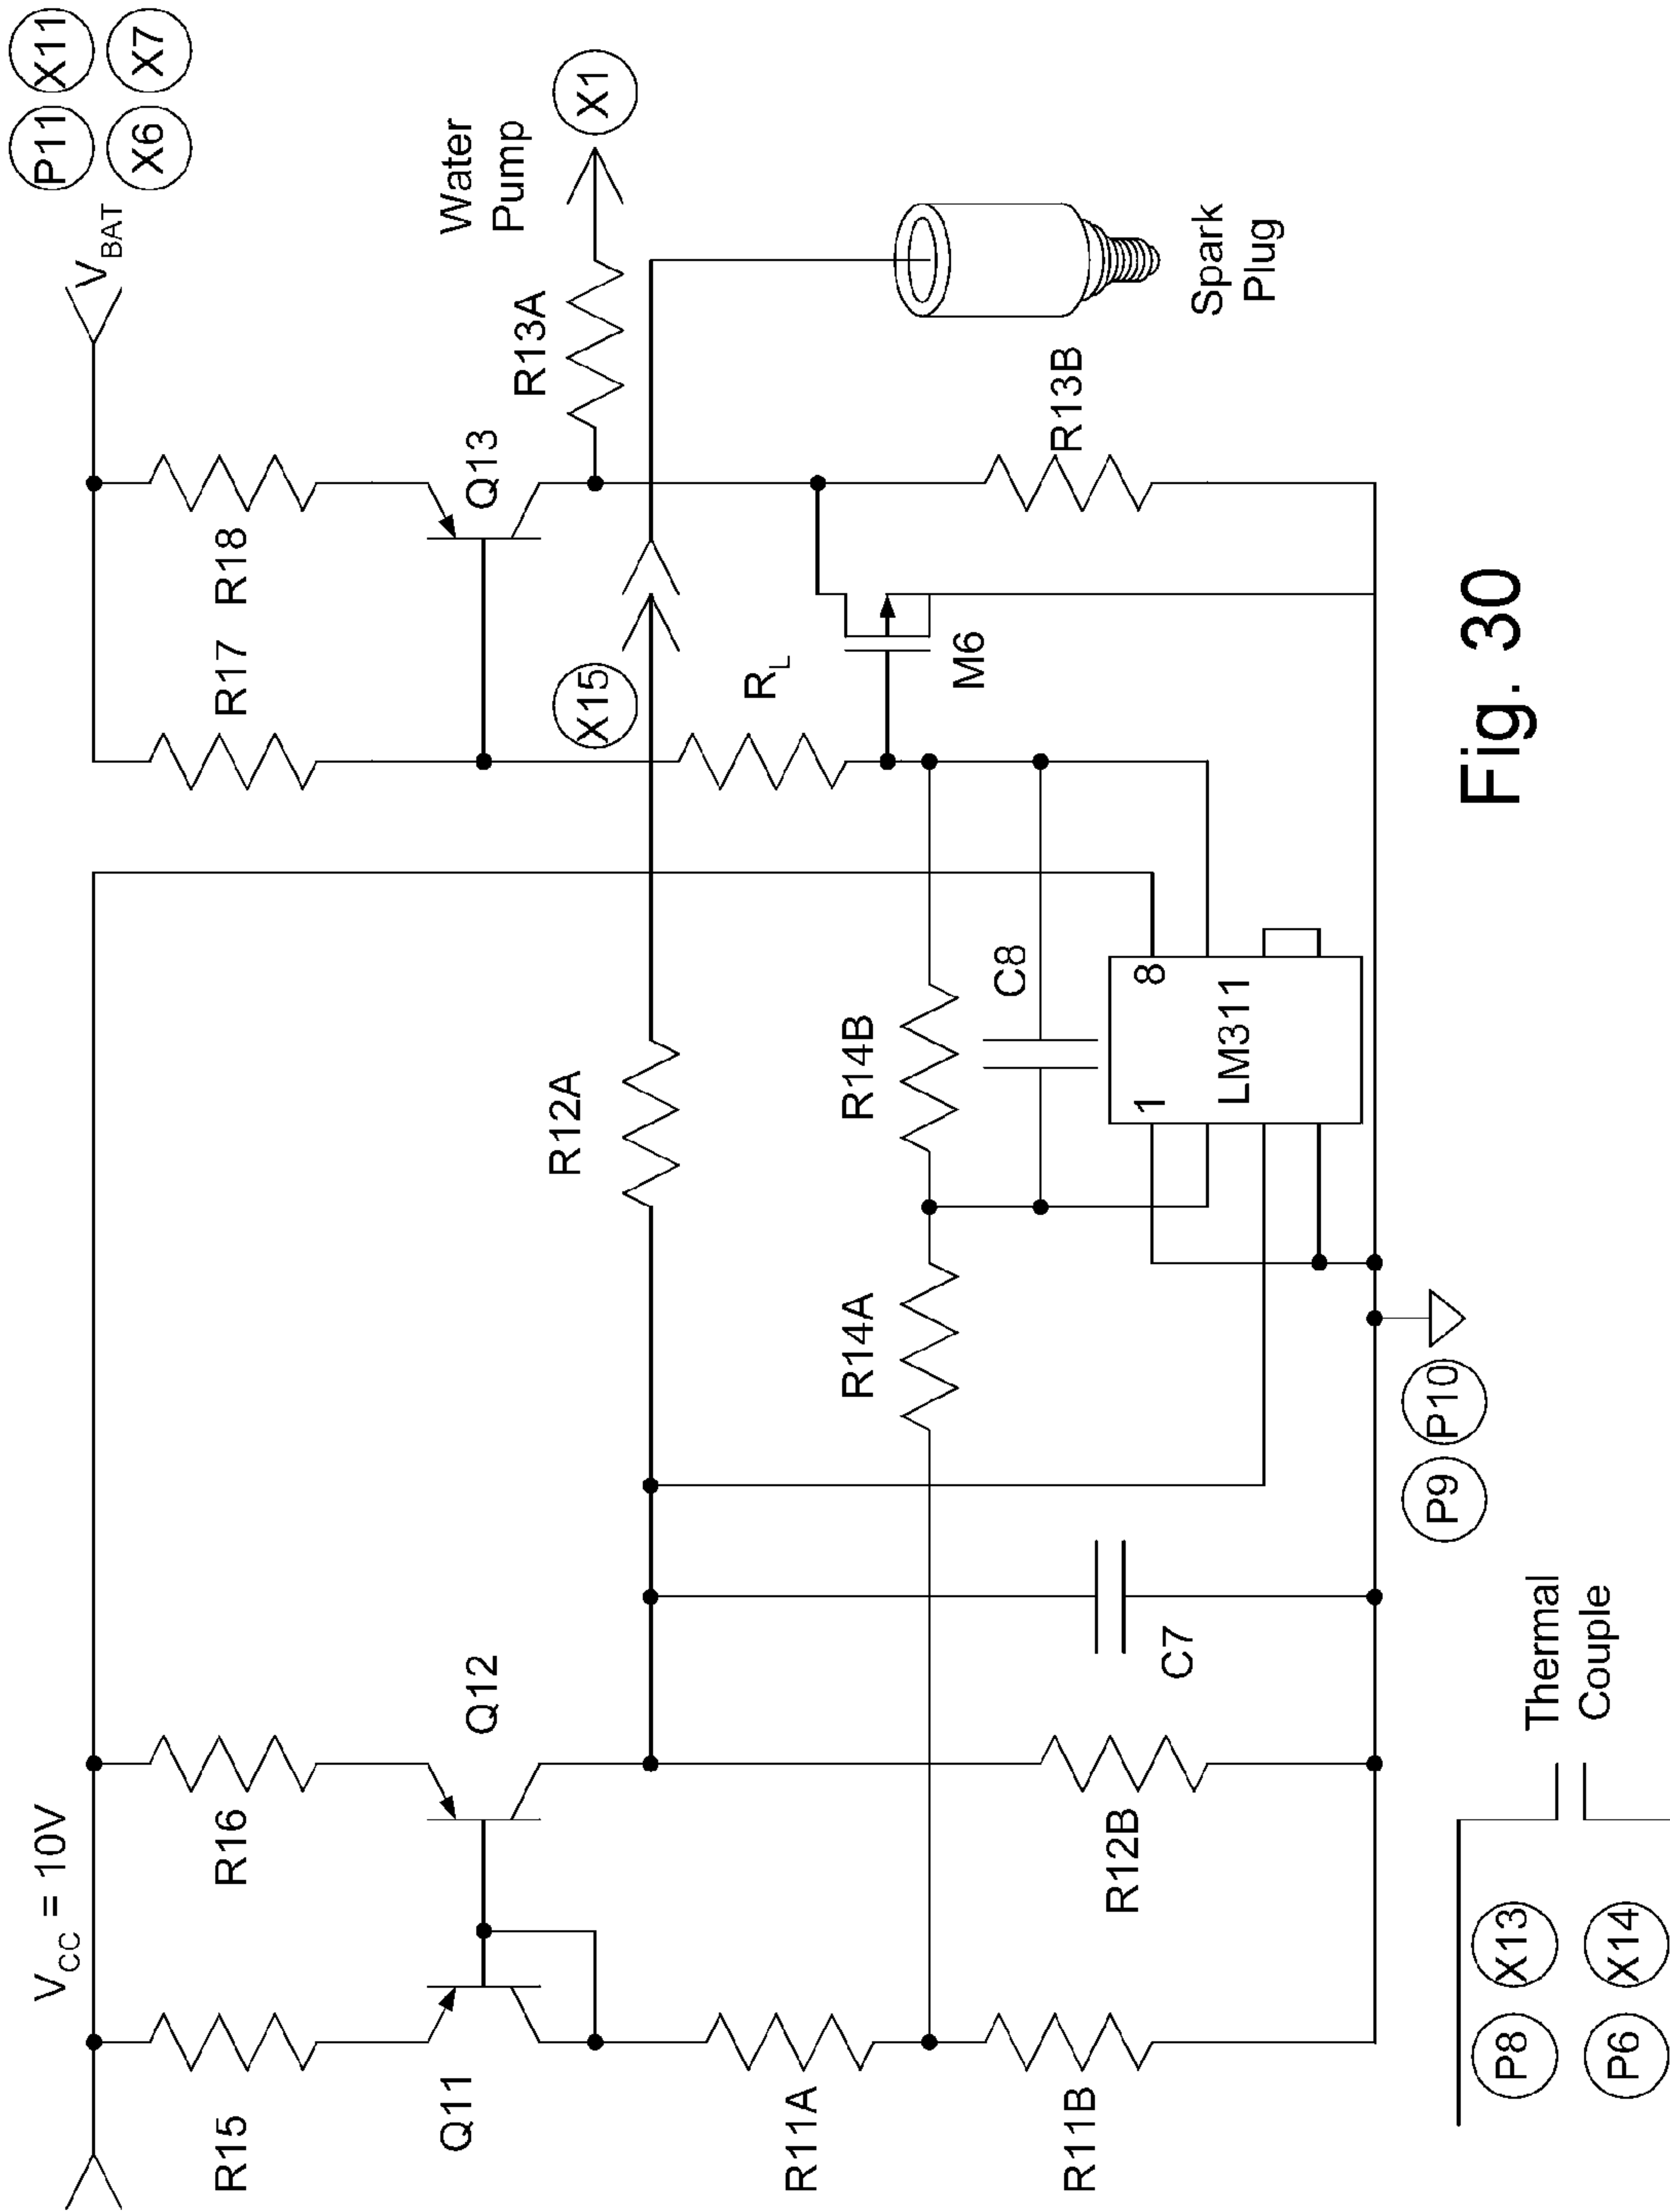 V_CC = 10V
V_BAT
P11 X11
X6 X7
R15
R16
R17
R18
Q11
Q12
Q13
Water
Pump
X1
R13A
R12A
X15
R_L
R11A
R14A
R14B
C8
M6
R11B
R12B
C7
1
8
LM311
R13B
Spark
Plug
P9 P10
P8 X13
P6 X14
Thermal
Couple
Fig. 30